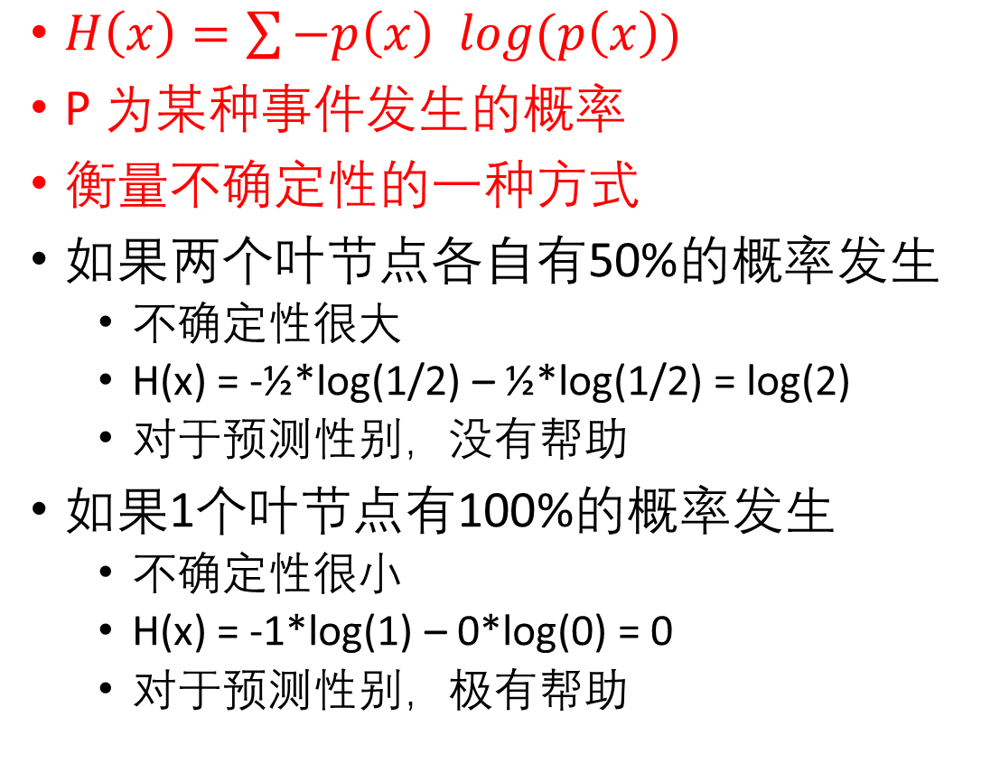 • H(x) = ∑ −p(x) log(p(x))
• P 为某种事件发生的概率
• 衡量不确定性的一种方式
• 如果两个叶节点各自有50%的概率发生
• 不确定性很大
• H(x) = -½*log(1/2) – ½*log(1/2) = log(2)
• 对于预测性别，没有帮助
• 如果1个叶节点有100%的概率发生
• 不确定性很小
• H(x) = -1*log(1) – 0*log(0) = 0
• 对于预测性别，极有帮助